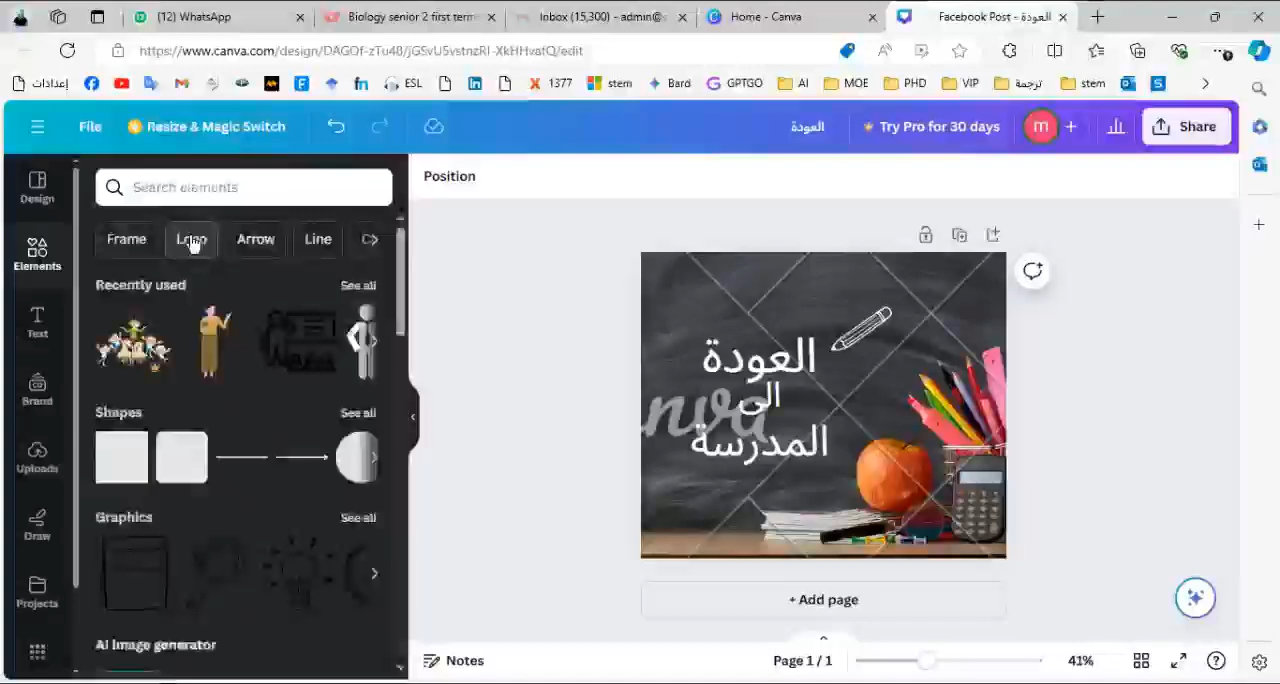 (12) WhatsApp
Biology senior 2 first term
Inbox (15,300) - admin@s
Home - Canva
Facebook Post - العودة
https://www.canva.com/design/DAGOf-zTu48/jGSvU5vstnzRI-XkHHvafQ/edit
إعدادات
ESL
1377
stem
Bard
GPTGO
AI
MOE
PHD
VIP
ترجمة
stem
File
Resize & Magic Switch
العودة
Try Pro for 30 days
m
Share
Design
Elements
Text
Brand
Uploads
Draw
Projects
Search elements
Frame
Logo
Arrow
Line
Recently used
See all
Shapes
See all
Graphics
See all
AI image generator
Position
العودة
الى
المدرسة
+ Add page
Notes
Page 1 / 1
41%